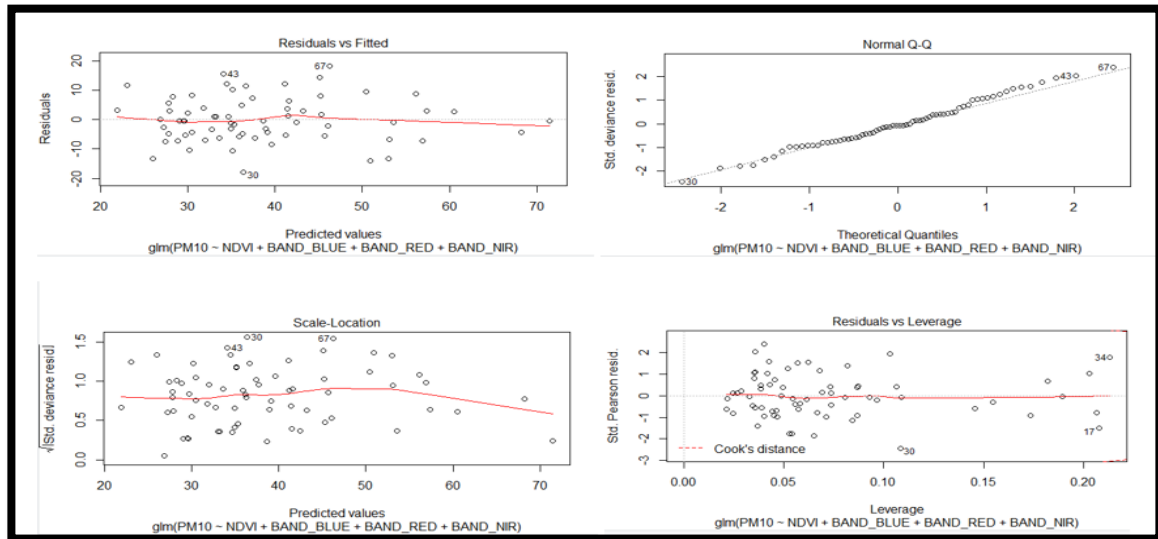 Residuals vs Fitted
Residuals
20
10
0
-10
-20
43
67
30
20 30 40 50 60 70
Predicted values
glm(PM10 ~ NDVI + BAND_BLUE + BAND_RED + BAND_NIR)
Normal Q-Q
Std. deviance resid.
2
1
0
-1
-2
43
67
30
-2 -1 0 1 2
Theoretical Quantiles
glm(PM10 ~ NDVI + BAND_BLUE + BAND_RED + BAND_NIR)
Scale-Location
√|Std. deviance resid|
1.5
1.0
0.5
0.0
43
30
67
20 30 40 50 60 70
Predicted values
glm(PM10 ~ NDVI + BAND_BLUE + BAND_RED + BAND_NIR)
Residuals vs Leverage
Std. Pearson resid.
2
1
0
-1
-2
-3
34
17
30
Cook's distance
0.00 0.05 0.10 0.15 0.20
Leverage
glm(PM10 ~ NDVI + BAND_BLUE + BAND_RED + BAND_NIR)